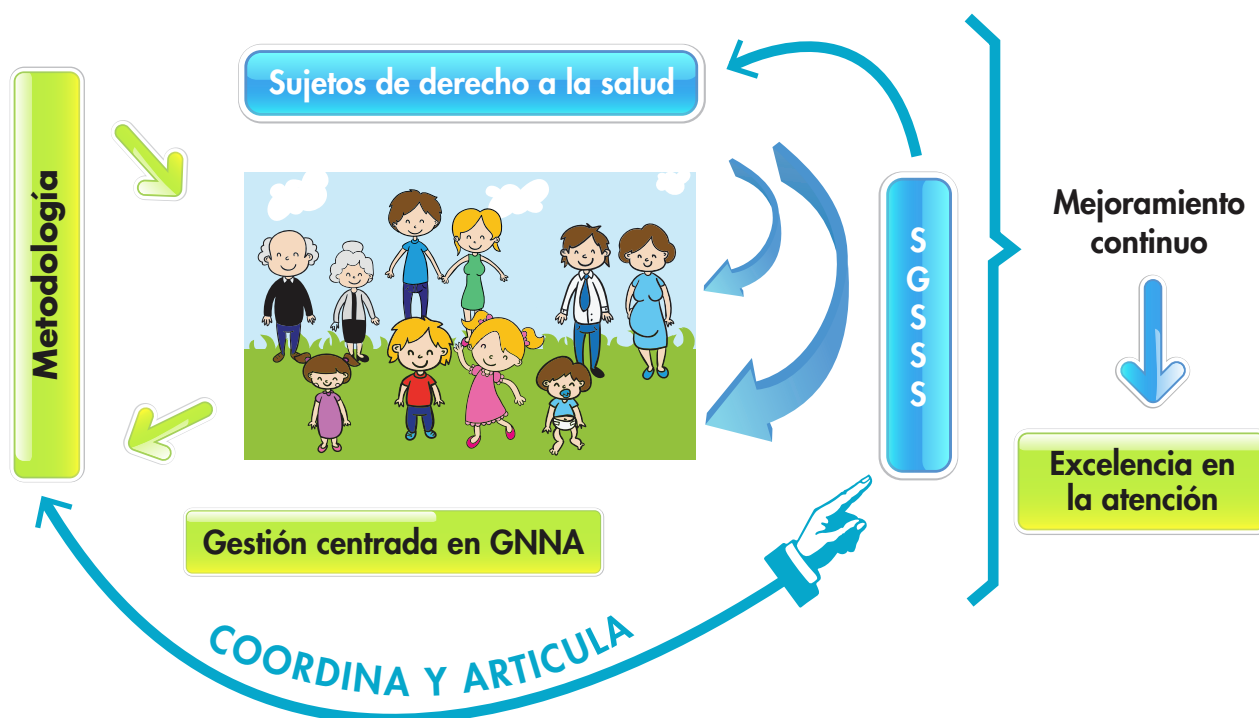 Sujetos de derecho a la salud
Metodología
S
G
S
S
S
Mejoramiento
continuo
Excelencia en
la atención
Gestión centrada en GNNA
COORDINA Y ARTICULA